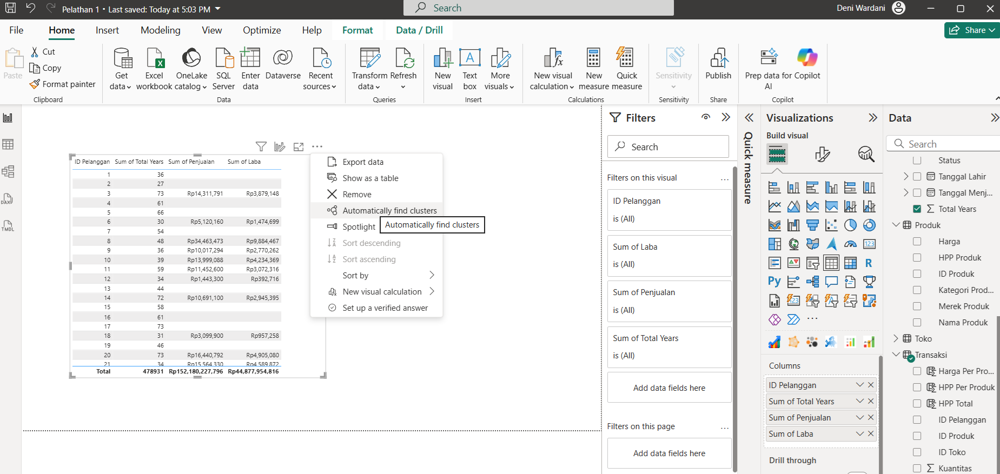 Pelathan 1 • Last saved: Today at 5:03 PM
Search
Deni Wardani
File
Home
Insert
Modeling
View
Optimize
Help
Format
Data / Drill
Share
Paste
Cut
Copy
Format painter
Clipboard
Get data
Excel workbook
OneLake catalog
SQL Server
Enter data
Dataverse
Recent sources
Data
Transform data
Refresh
Queries
New visual
Text box
More visuals
Insert
New visual calculation
New measure
Quick measure
Calculations
Sensitivity
Sensitivity
Publish
Share
Prep data for AI
Copilot
Copilot
DAX
TMDL
ID Pelanggan Sum of Total Years Sum of Penjualan Sum of Laba
1 36
2 27
3 73 Rp14,311,791 Rp3,879,148
4 61
5 66
6 30 Rp5,120,160 Rp1,474,699
7 54
8 48 Rp34,463,473 Rp9,884,467
9 36 Rp10,017,294 Rp2,770,262
10 39 Rp13,999,088 Rp4,234,369
11 59 Rp11,452,600 Rp3,072,316
12 34 Rp1,443,300 Rp392,716
13 44
14 72 Rp10,691,100 Rp2,945,395
15 58
16 61
17 73
18 31 Rp3,099,900 Rp957,258
19 46
20 73 Rp16,440,792 Rp4,905,080
21 34 Rp15,564,330 Rp4,589,872
Total 478931 Rp152,180,227,796 Rp44,877,954,816
Export data
Show as a table
Remove
Automatically find clusters
Automatically find clusters
Spotlight
Sort descending
Sort ascending
Sort by
New visual calculation
Set up a verified answer
Filters
Search
Filters on this visual
ID Pelanggan
is (All)
Sum of Laba
is (All)
Sum of Penjualan
is (All)
Sum of Total Years
is (All)
Add data fields here
Filters on this page
Add data fields here
Quick measure
Visualizations
Build visual
123
R
Py
123
Columns
ID Pelanggan
Sum of Total Years
Sum of Penjualan
Sum of Laba
Drill through
Data
Search
Status
Tanggal Lahir
Tanggal Menj...
Total Years
Produk
Harga
HPP Produk
ID Produk
Kategori Prod...
Merek Produk
Nama Produk
Toko
Transaksi
Harga Per Pro...
HPP Per Produk
HPP Total
ID Pelanggan
ID Produk
ID Toko
Kuantitas